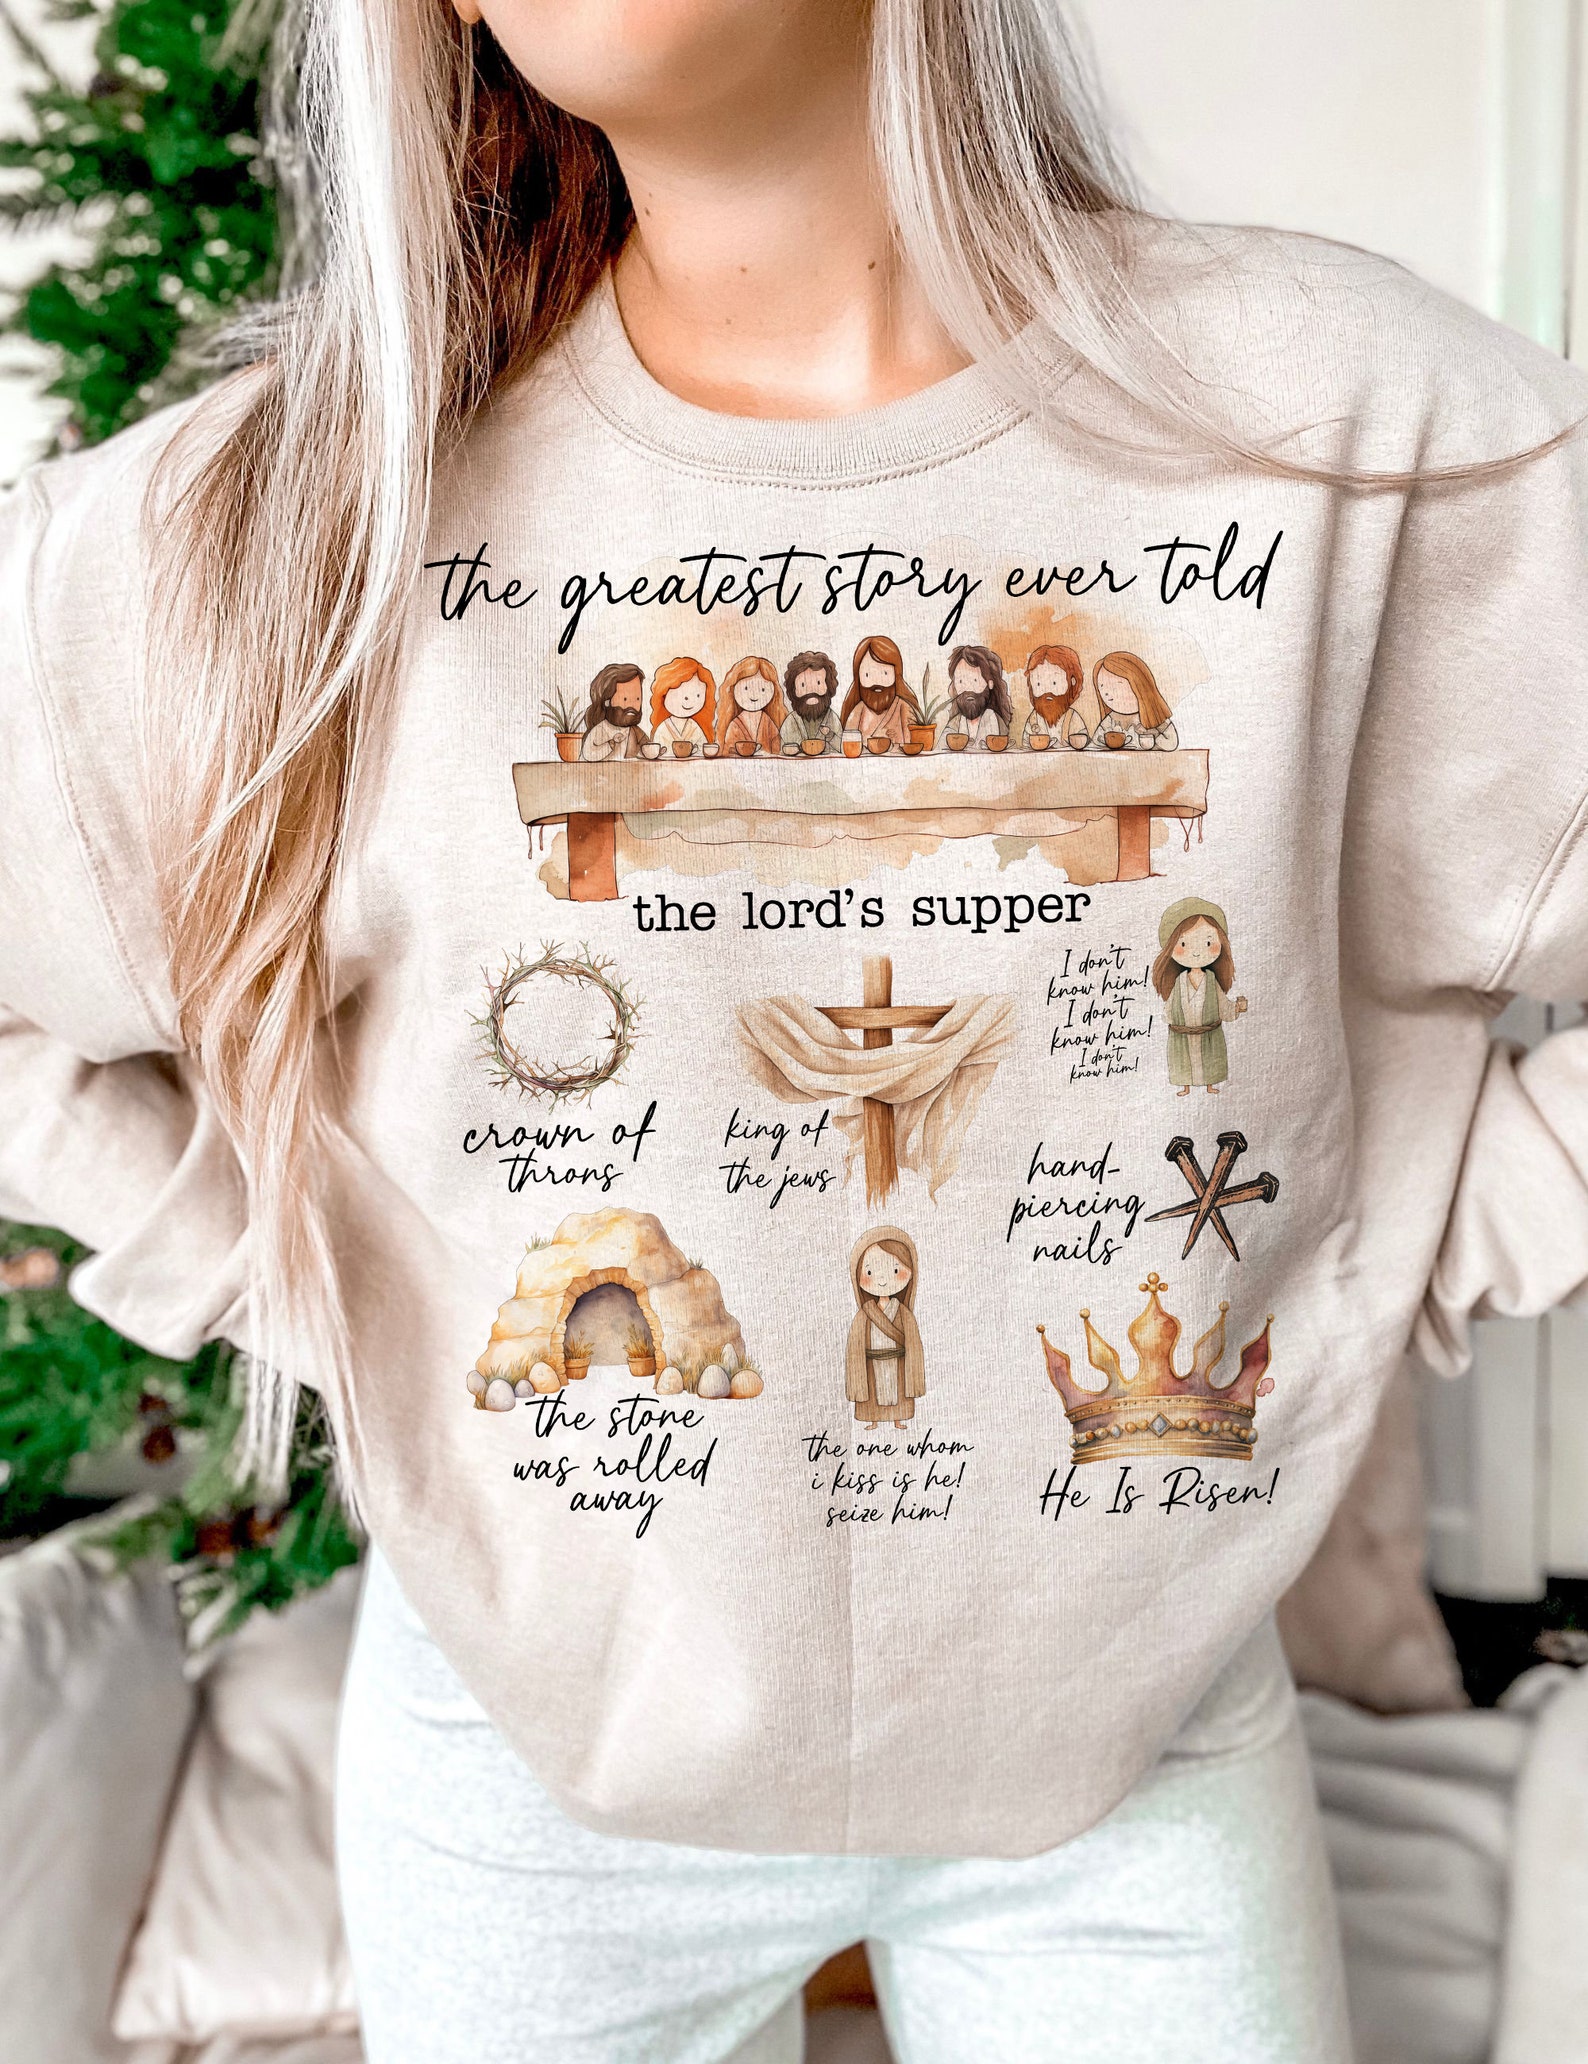 the greatest story ever told
the lord's supper
I don't
know him!
I don't
know him!
I don't
know him!
crown of
throns
king of
the jews
hand-
piercing
nails
the stone
was rolled
away
the one whom
i kiss is he!
seize him!
He Is Risen!